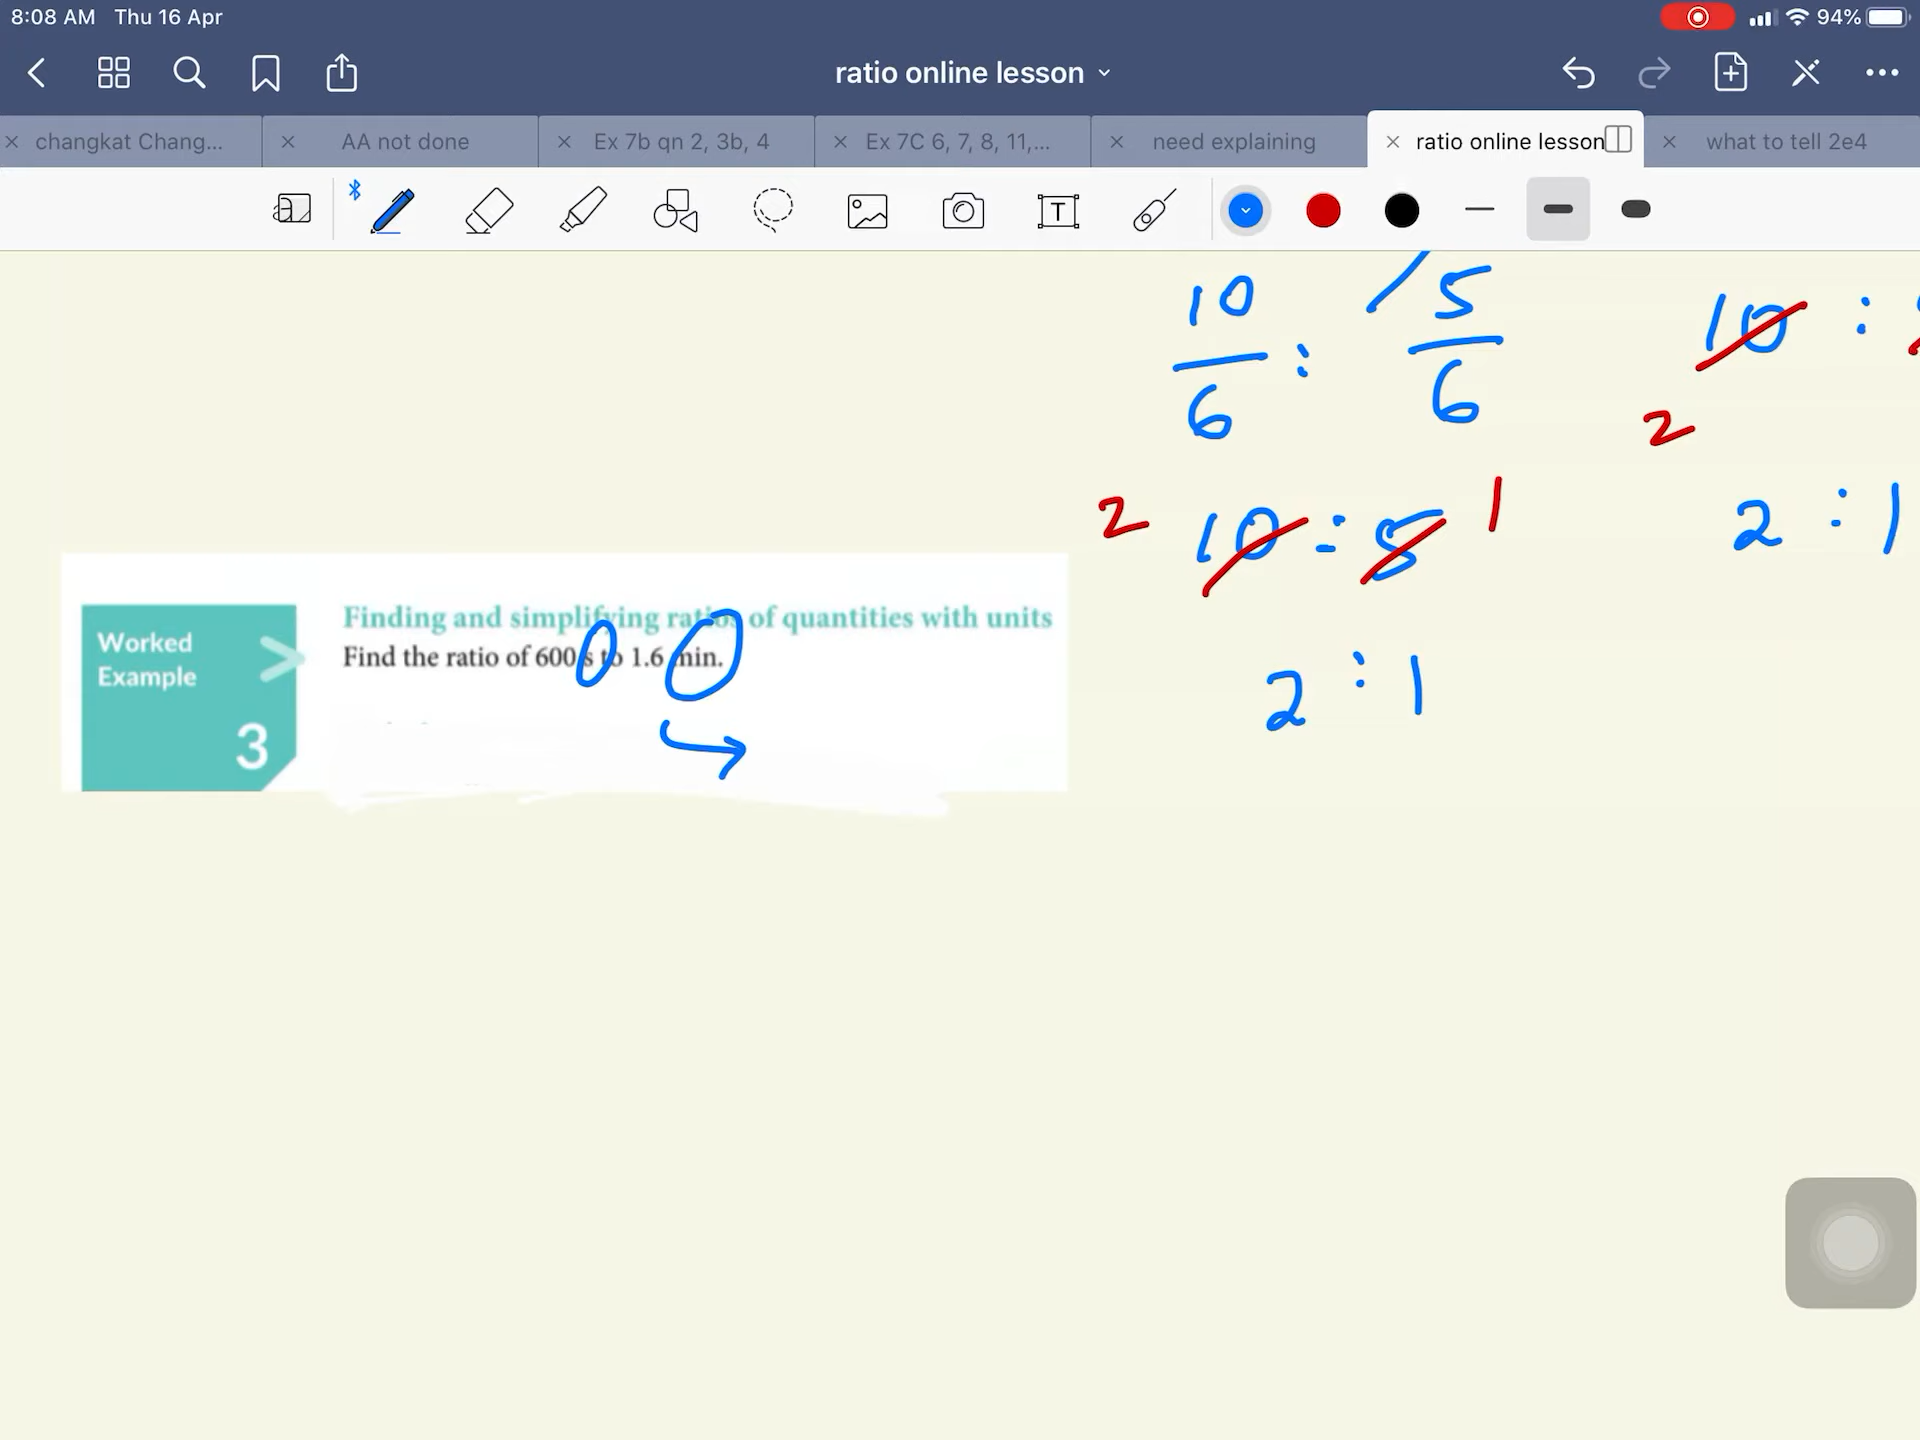 8:08 AM Thu 16 Apr
94%
ratio online lesson
changkat Chang...
AA not done
Ex 7b qn 2, 3b, 4
Ex 7C 6, 7, 8, 11,...
need explaining
ratio online lesson
what to tell 2e4
T
10
6
:
5
6
10 :
2
2 10 : 5 1
2 : 1
2 : 1
Worked
Example
3
Finding and simplifying ratios of quantities with units
Find the ratio of 600 s to 1.6 min.